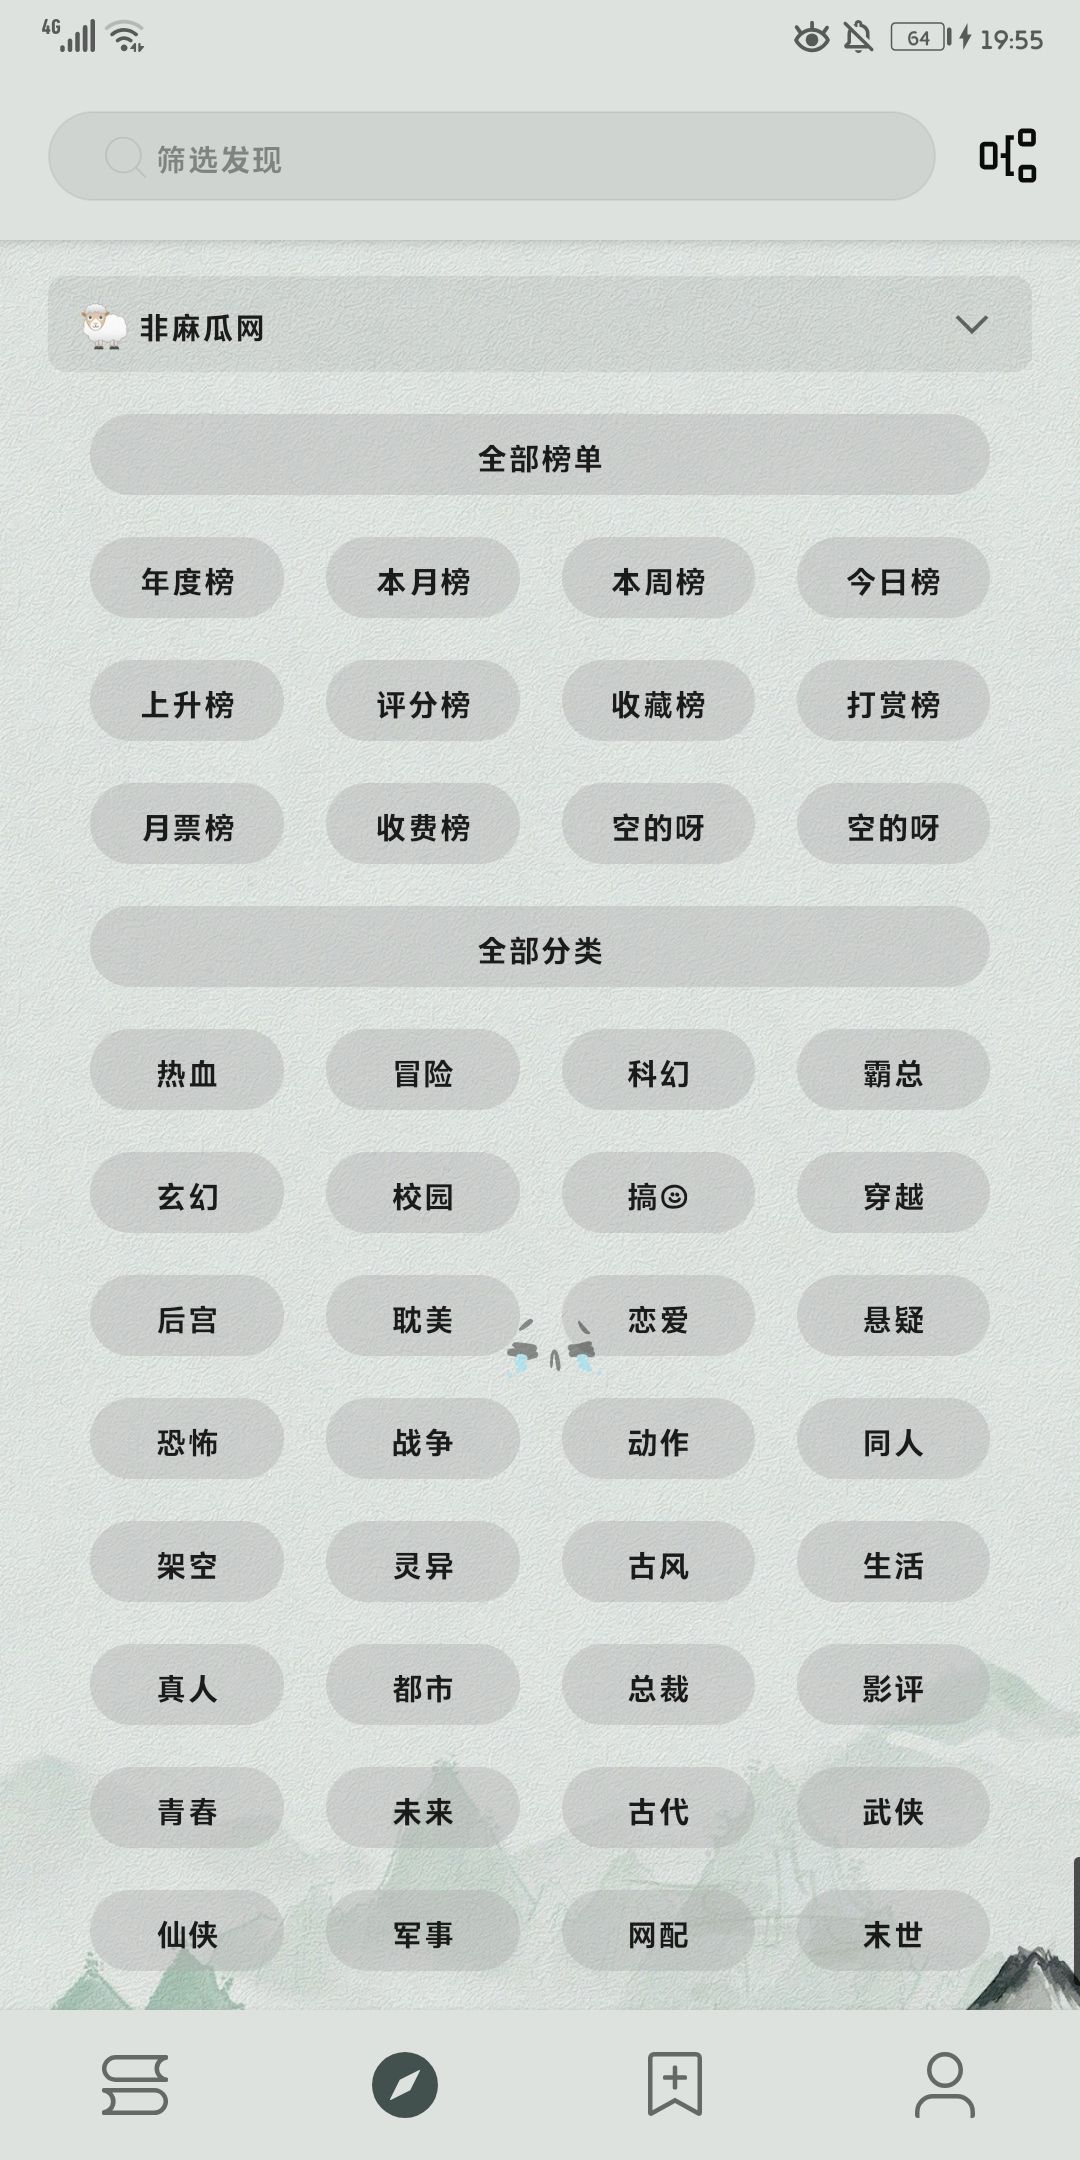 4G 64 19:55
筛选发现
🐑 非麻瓜网
全部榜单
年度榜 本月榜 本周榜 今日榜
上升榜 评分榜 收藏榜 打赏榜
月票榜 收费榜 空的呀 空的呀
全部分类
热血 冒险 科幻 霸总
玄幻 校园 搞☺ 穿越
后宫 耽美 恋爱 悬疑
恐怖 战争 动作 同人
架空 灵异 古风 生活
真人 都市 总裁 影评
青春 未来 古代 武侠
仙侠 军事 网配 末世